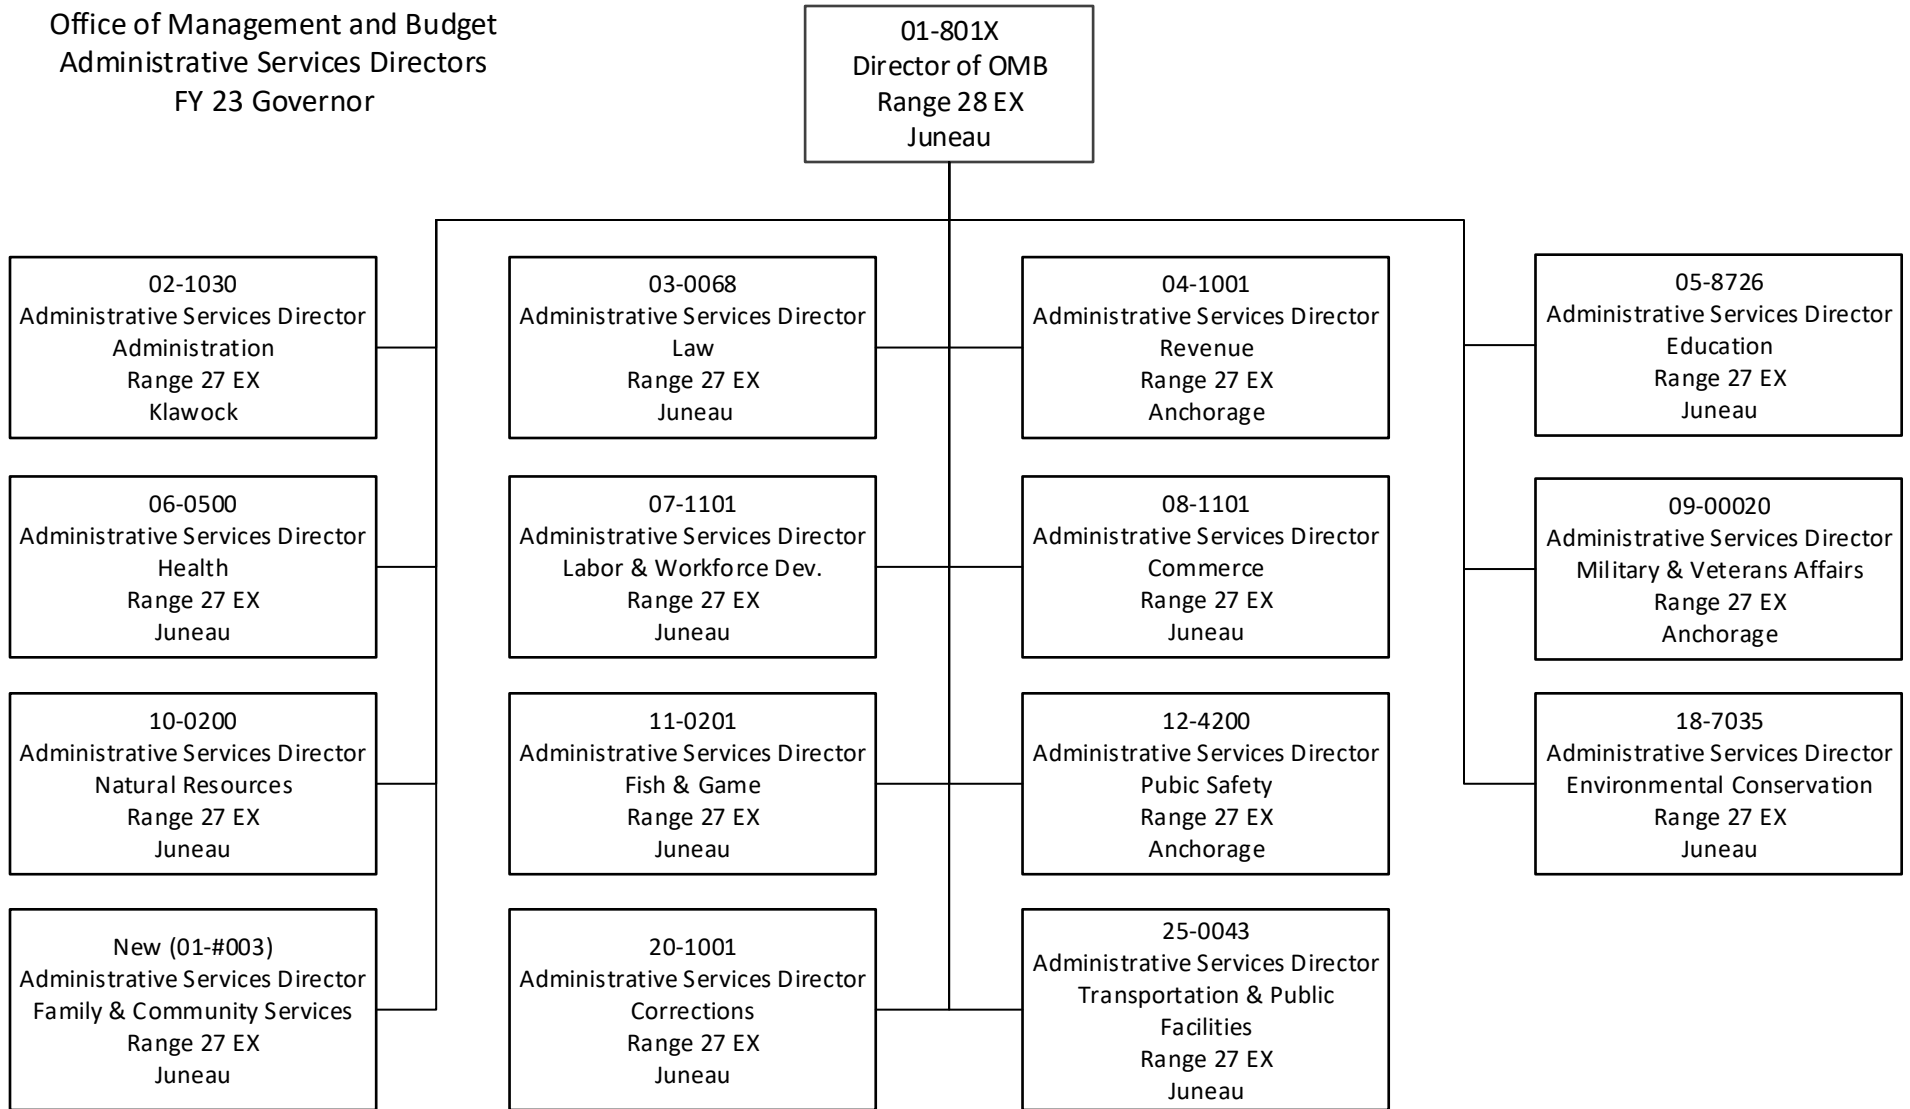 Office of Management and Budget
Administrative Services Directors
FY 23 Governor
01-801X
Director of OMB
Range 28 EX
Juneau
02-1030
Administrative Services Director
Administration
Range 27 EX
Klawock
03-0068
Administrative Services Director
Law
Range 27 EX
Juneau
04-1001
Administrative Services Director
Revenue
Range 27 EX
Anchorage
05-8726
Administrative Services Director
Education
Range 27 EX
Juneau
06-0500
Administrative Services Director
Health
Range 27 EX
Juneau
07-1101
Administrative Services Director
Labor & Workforce Dev.
Range 27 EX
Juneau
08-1101
Administrative Services Director
Commerce
Range 27 EX
Juneau
09-00020
Administrative Services Director
Military & Veterans Affairs
Range 27 EX
Anchorage
10-0200
Administrative Services Director
Natural Resources
Range 27 EX
Juneau
11-0201
Administrative Services Director
Fish & Game
Range 27 EX
Juneau
12-4200
Administrative Services Director
Pubic Safety
Range 27 EX
Anchorage
18-7035
Administrative Services Director
Environmental Conservation
Range 27 EX
Juneau
New (01-#003)
Administrative Services Director
Family & Community Services
Range 27 EX
Juneau
20-1001
Administrative Services Director
Corrections
Range 27 EX
Juneau
25-0043
Administrative Services Director
Transportation & Public
Facilities
Range 27 EX
Juneau